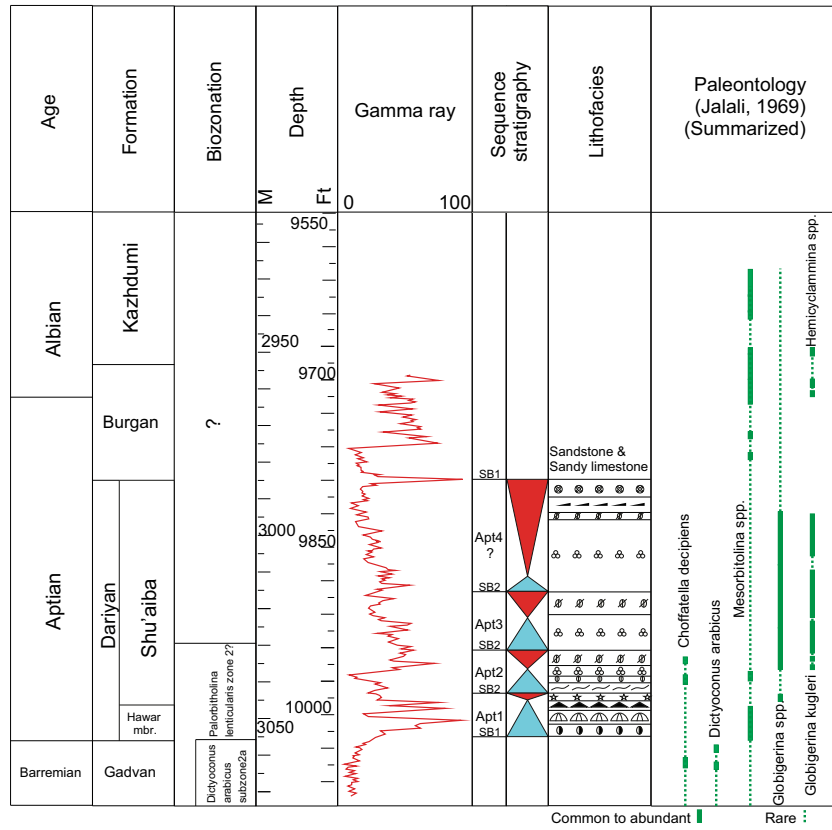 Age
Formation
Biozonation
Depth
M
Ft
Gamma ray
0
100
Sequence
stratigraphy
Lithofacies
Paleontology
(Jalali, 1969)
(Summarized)
Albian
Aptian
Barremian
Kazhdumi
Burgan
Dariyan
Shu'aiba
Hawar
mbr.
Gadvan
?
Palorbitholina
lenticularis zone 2?
Dictyoconus
arabicus
subzone2a
9550
2950
9700
3000
9850
10000
3050
SB1
Apt4
?
SB2
Apt3
SB2
Apt2
SB2
Apt1
SB1
Sandstone &
Sandy limestone
Choffatella decipiens
Dictyoconus arabicus
Mesorbitolina spp.
Globigerina spp
Globigerina kugleri
Hemicyclammina spp.
Common to abundant
Rare